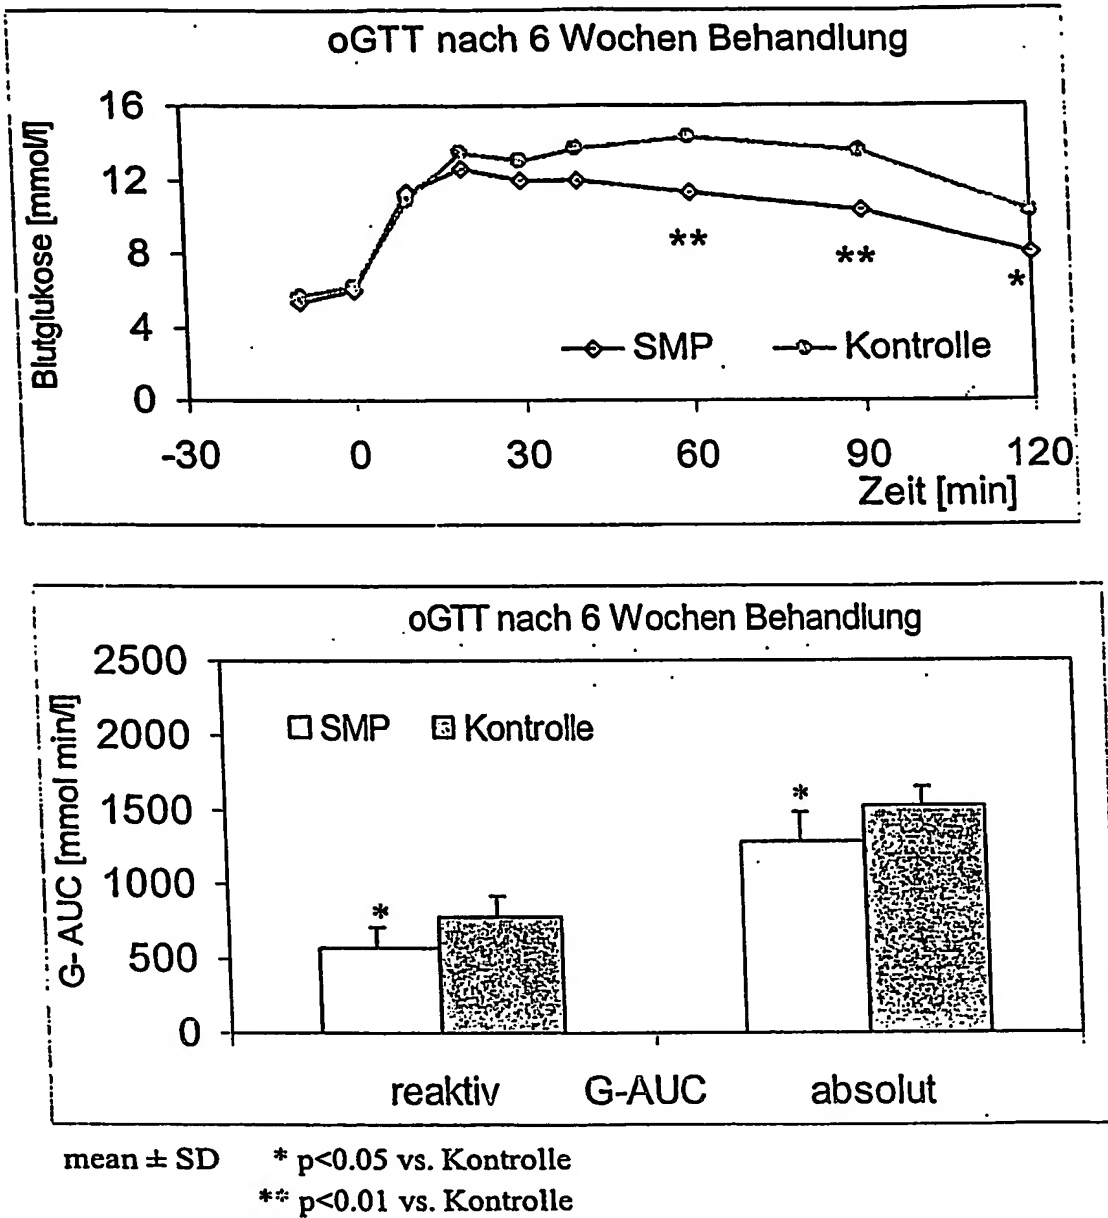 oGTT nach 6 Wochen Behandlung
Blutglukose [mmol/l]
16
12
8
4
0
** ** *
SMP Kontrolle
-30 0 30 60 90 120
Zeit [min]
oGTT nach 6 Wochen Behandlung
G- AUC [mmol min/l]
2500
2000
1500
1000
500
0
SMP Kontrolle
* *
reaktiv G-AUC absolut
mean ± SD * p<0.05 vs. Kontrolle
** p<0.01 vs. Kontrolle